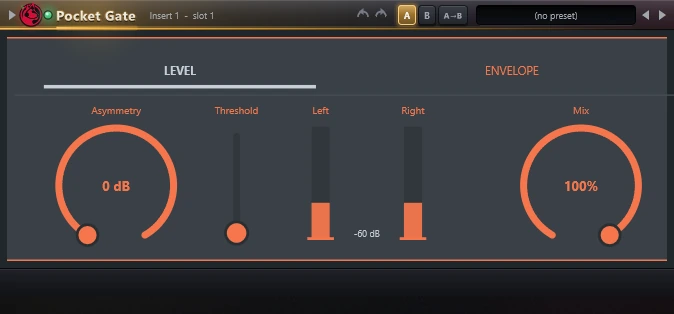 Pocket Gate Insert 1 - slot 1 A B A→B (no preset)
LEVEL ENVELOPE
Asymmetry Threshold Left Right Mix
0 dB 100%
-60 dB